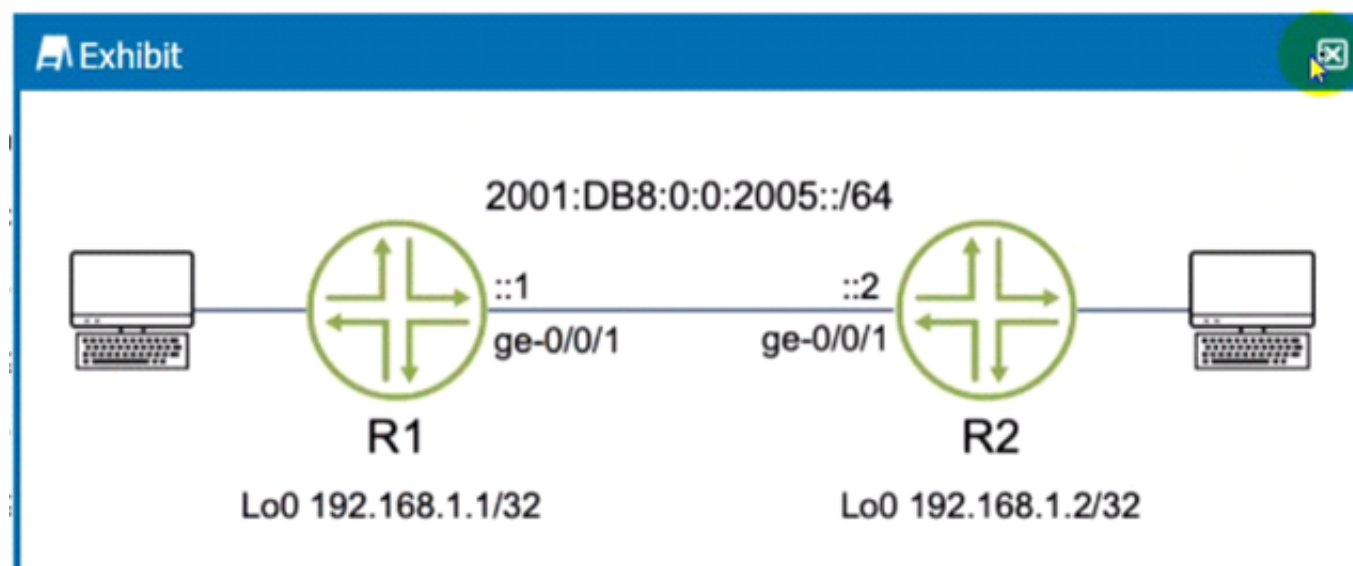 Exhibit
2001:DB8:0:0:2005::/64
::1 ::2
ge-0/0/1 ge-0/0/1
R1 R2
Lo0 192.168.1.1/32 Lo0 192.168.1.2/32